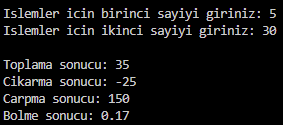 Islemler icin birinci sayiyi giriniz: 5
Islemler icin ikinci sayiyi giriniz: 30
Toplama sonucu: 35
Cikarma sonucu: -25
Carpma sonucu: 150
Bolme sonucu: 0.17